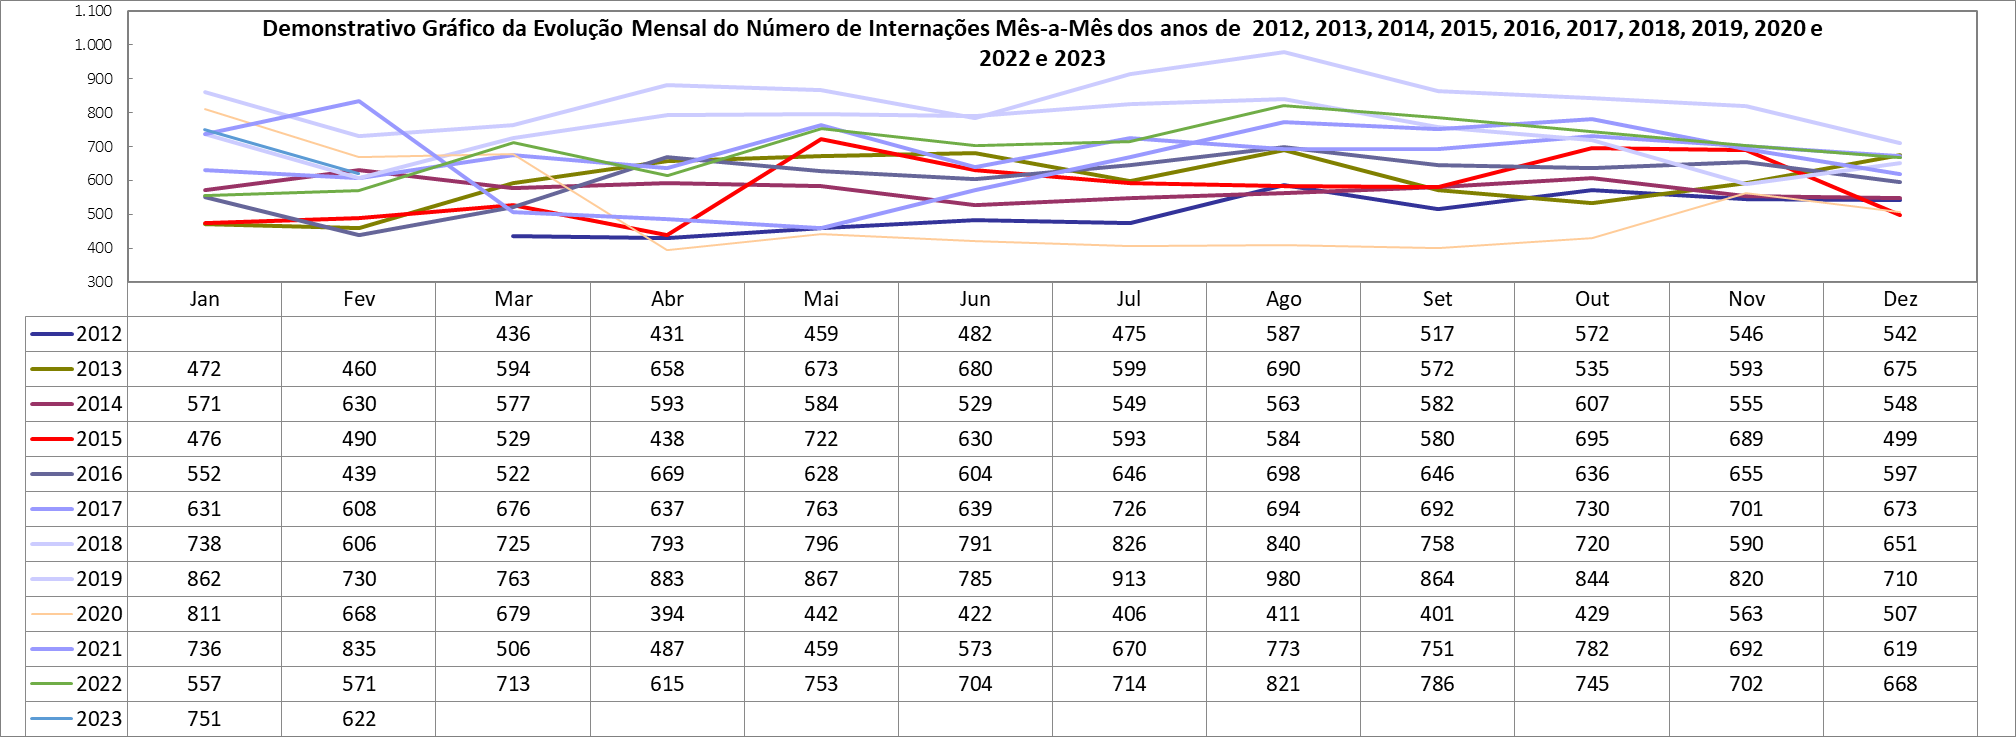 Demonstrativo Gráfico da Evolução Mensal do Número de Internações Mês-a-Mês dos anos de 2012, 2013, 2014, 2015, 2016, 2017, 2018, 2019, 2020 e
2022 e 2023
1.100
1.000
900
800
700
600
500
400
300
Jan Fev Mar Abr Mai Jun Jul Ago Set Out Nov Dez
2012 436 431 459 482 475 587 517 572 546 542
2013 472 460 594 658 673 680 599 690 572 535 593 675
2014 571 630 577 593 584 529 549 563 582 607 555 548
2015 476 490 529 438 722 630 593 584 580 695 689 499
2016 552 439 522 669 628 604 646 698 646 636 655 597
2017 631 608 676 637 763 639 726 694 692 730 701 673
2018 738 606 725 793 796 791 826 840 758 720 590 651
2019 862 730 763 883 867 785 913 980 864 844 820 710
2020 811 668 679 394 442 422 406 411 401 429 563 507
2021 736 835 506 487 459 573 670 773 751 782 692 619
2022 557 571 713 615 753 704 714 821 786 745 702 668
2023 751 622